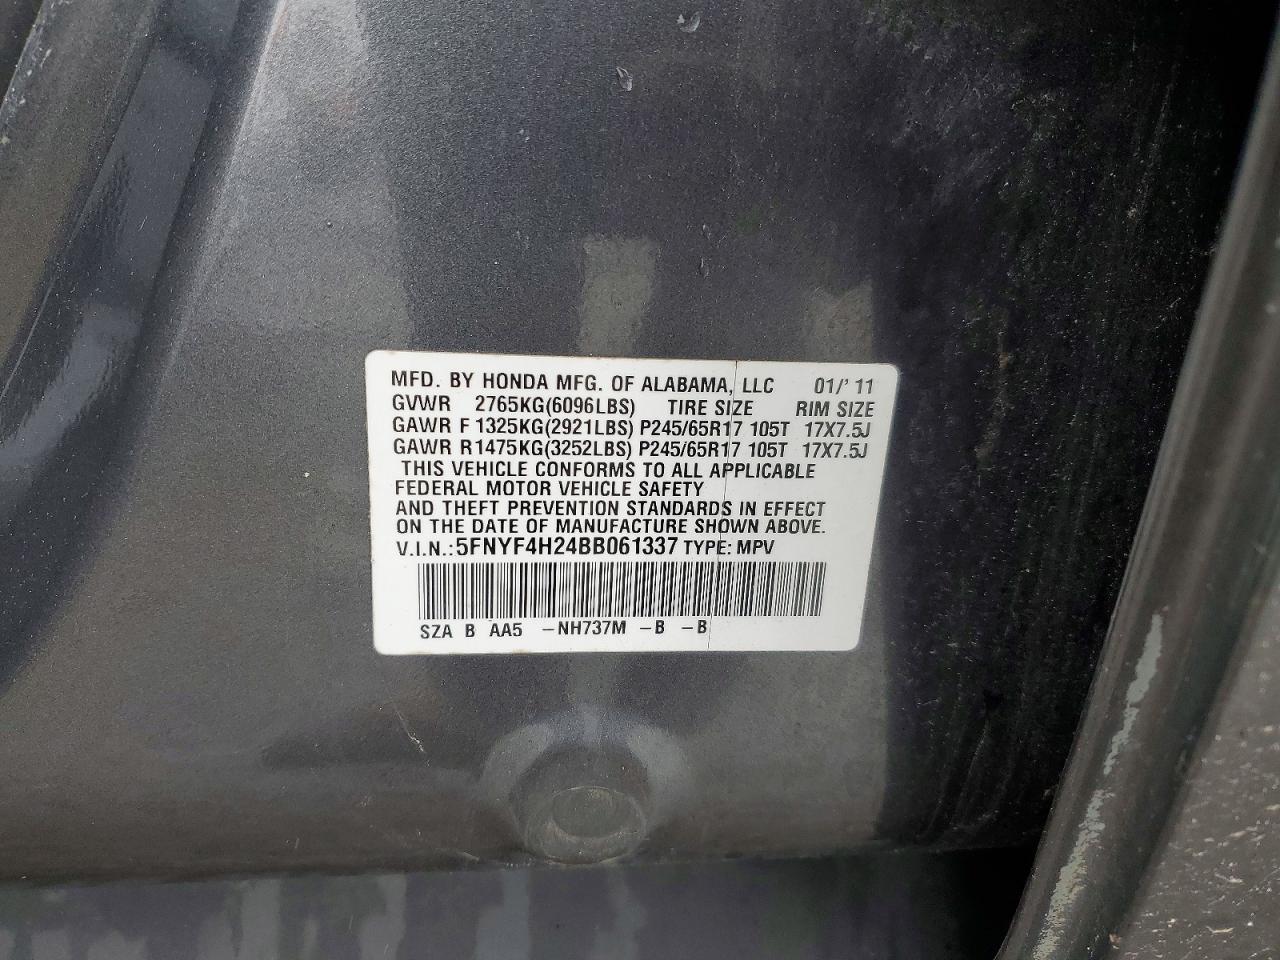 MFD. BY HONDA MFG. OF ALABAMA, LLC 01/' 11
GVWR 2765KG(6096LBS) TIRE SIZE RIM SIZE
GAWR F 1325KG(2921LBS) P245/65R17 105T 17X7.5J
GAWR R1475KG(3252LBS) P245/65R17 105T 17X7.5J
THIS VEHICLE CONFORMS TO ALL APPLICABLE
FEDERAL MOTOR VEHICLE SAFETY
AND THEFT PREVENTION STANDARDS IN EFFECT
ON THE DATE OF MANUFACTURE SHOWN ABOVE.
V.I.N.: 5FNYF4H24BB061337 TYPE: MPV
SZA B AA5 -NH737M -B -B